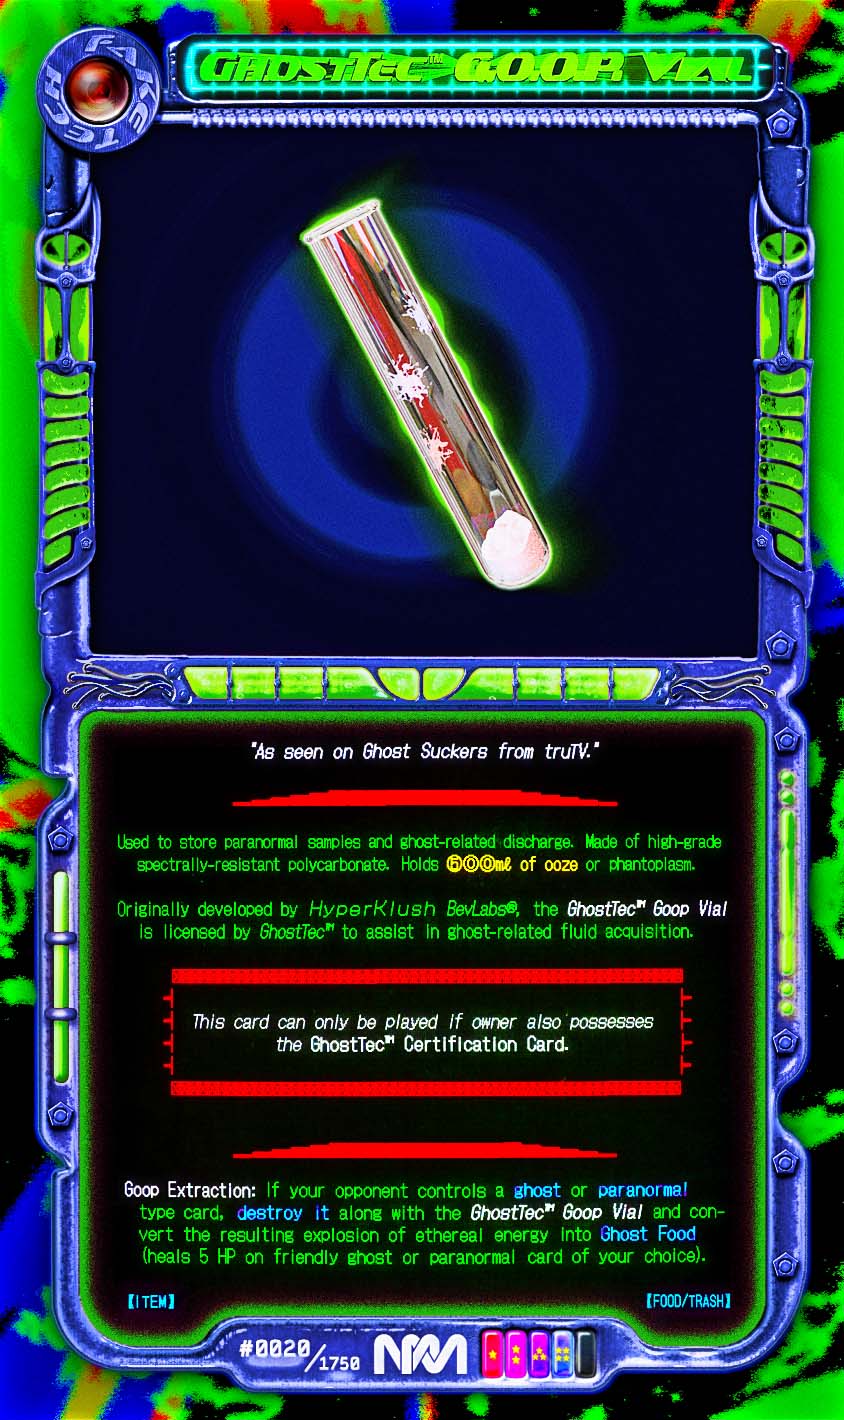 FAKE TECH
GHOSTTEC™ G.O.O.P. VIAL
"As seen on Ghost Suckers from truTV."
Used to store paranormal samples and ghost-related discharge. Made of high-grade
spectrally-resistant polycarbonate. Holds ⑥⓪⓪㎖ of ooze or phantoplasm.
Originally developed by HyperKlush BevLabs®, the GhostTec™ Goop Vial
is licensed by GhostTec™ to assist in ghost-related fluid acquisition.
This card can only be played if owner also possesses
the GhostTec™ Certification Card.
Goop Extraction: If your opponent controls a ghost or paranormal
type card, destroy it along with the GhostTec™ Goop Vial and con-
vert the resulting explosion of ethereal energy into Ghost Food
(heals 5 HP on friendly ghost or paranormal card of your choice).
【ITEM】 【FOOD/TRASH】
#0020/1750 NM